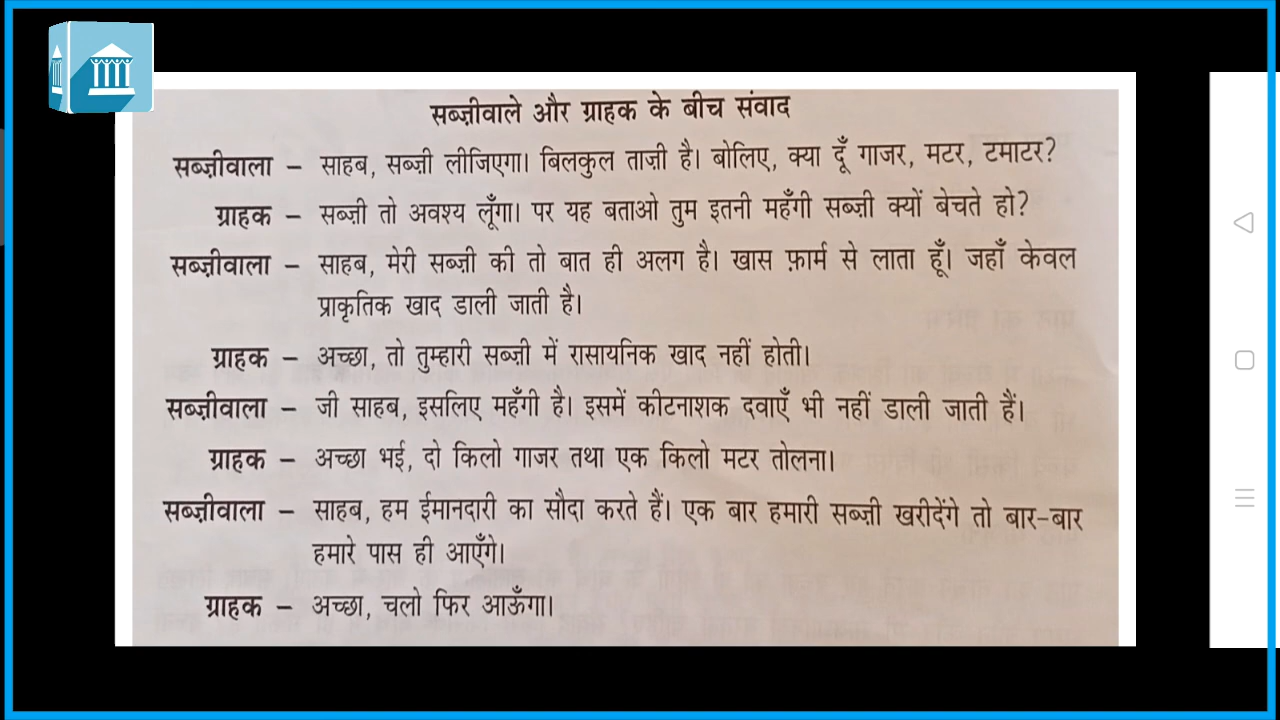 सब्ज़ीवाले और ग्राहक के बीच संवाद
सब्ज़ीवाला – साहब, सब्ज़ी लीजिएगा। बिलकुल ताज़ी है। बोलिए, क्या दूँ गाजर, मटर, टमाटर?
ग्राहक – सब्ज़ी तो अवश्य लूँगा। पर यह बताओ तुम इतनी महँगी सब्ज़ी क्यों बेचते हो?
सब्ज़ीवाला – साहब, मेरी सब्ज़ी की तो बात ही अलग है। खास फ़ार्म से लाता हूँ। जहाँ केवल
प्राकृतिक खाद डाली जाती है।
ग्राहक – अच्छा, तो तुम्हारी सब्ज़ी में रासायनिक खाद नहीं होती।
सब्ज़ीवाला – जी साहब, इसलिए महँगी है। इसमें कीटनाशक दवाएँ भी नहीं डाली जाती हैं।
ग्राहक – अच्छा भई, दो किलो गाजर तथा एक किलो मटर तोलना।
सब्ज़ीवाला – साहब, हम ईमानदारी का सौदा करते हैं। एक बार हमारी सब्ज़ी खरीदेंगे तो बार-बार
हमारे पास ही आएँगे।
ग्राहक – अच्छा, चलो फिर आऊँगा।